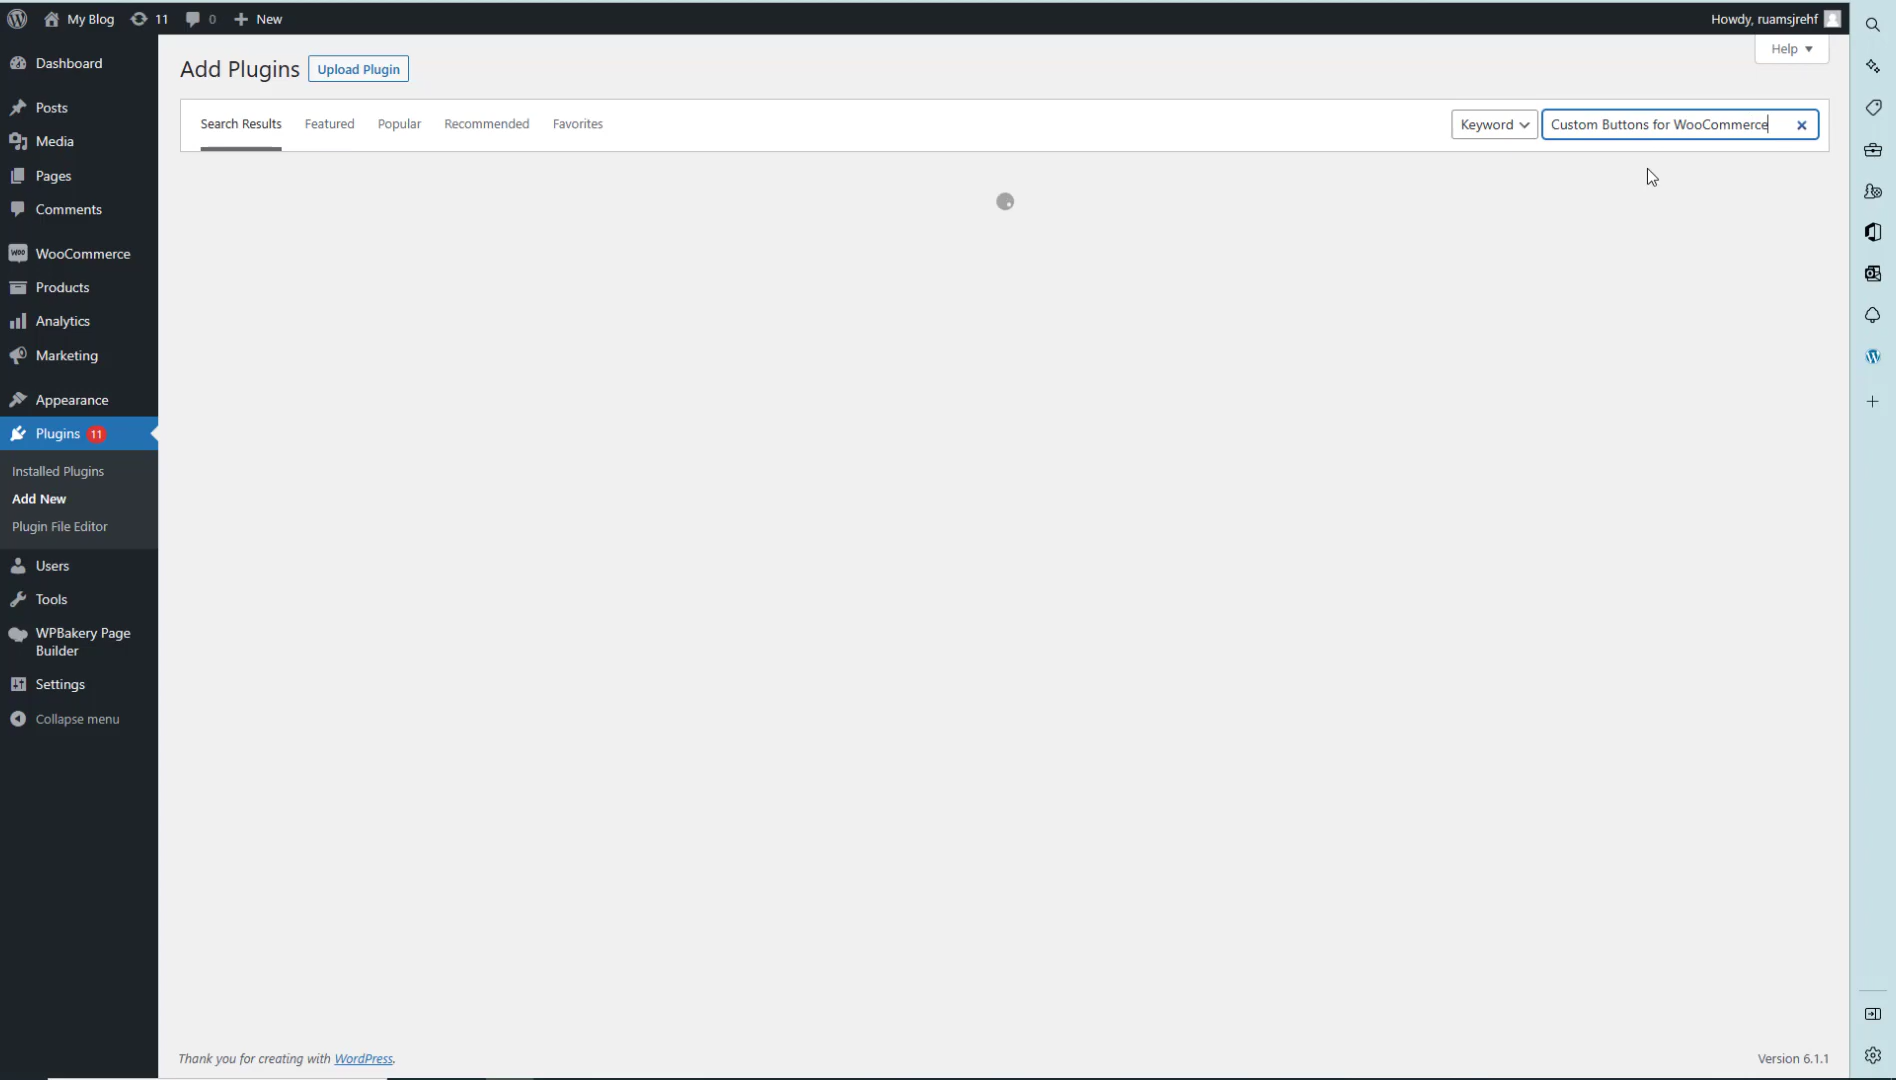 My Blog
11
0
New
Howdy, ruamsjrehf
Help
Dashboard
Posts
Media
Pages
Comments
WOO
WooCommerce
Products
Analytics
Marketing
Appearance
Plugins 11
Installed Plugins
Add New
Plugin File Editor
Users
Tools
WPBakery Page
Builder
Settings
Collapse menu
Add Plugins
Upload Plugin
Search Results
Featured
Popular
Recommended
Favorites
Keyword
Custom Buttons for WooCommerce
Thank you for creating with WordPress.
Version 6.1.1